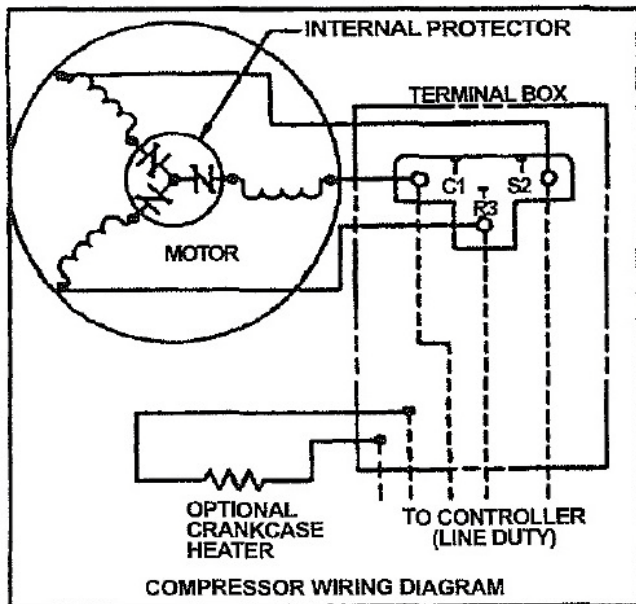 INTERNAL PROTECTOR
TERMINAL BOX
C1
S2
R3
MOTOR
OPTIONAL
CRANKCASE
HEATER
TO CONTROLLER
(LINE DUTY)
COMPRESSOR WIRING DIAGRAM